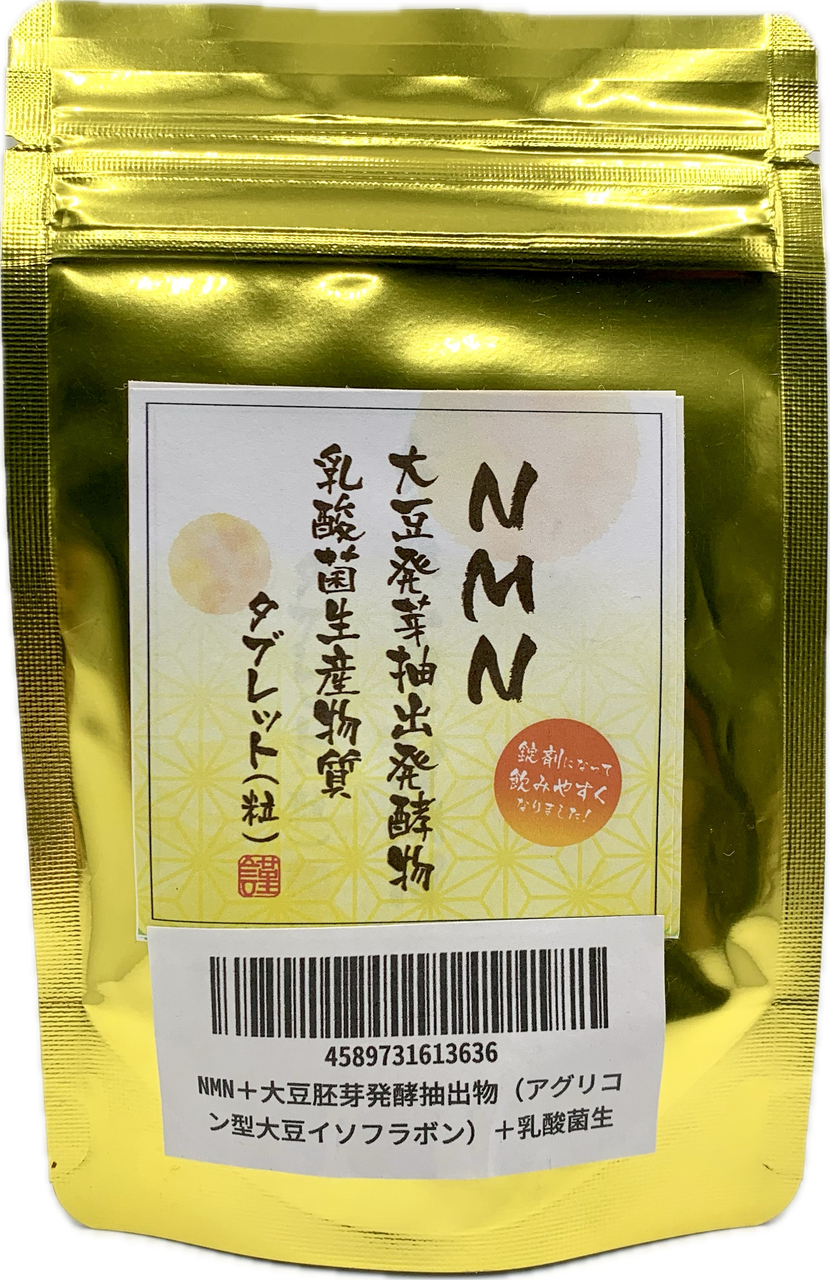 NMN
大豆発芽抽出発酵物
乳酸菌生産物質
タブレット(粒)
謹
錠剤になって
飲みやすく
なりました!
4589731613636
NMN+大豆胚芽発酵抽出物(アグリコ
ン型大豆イソフラボン)+乳酸菌生